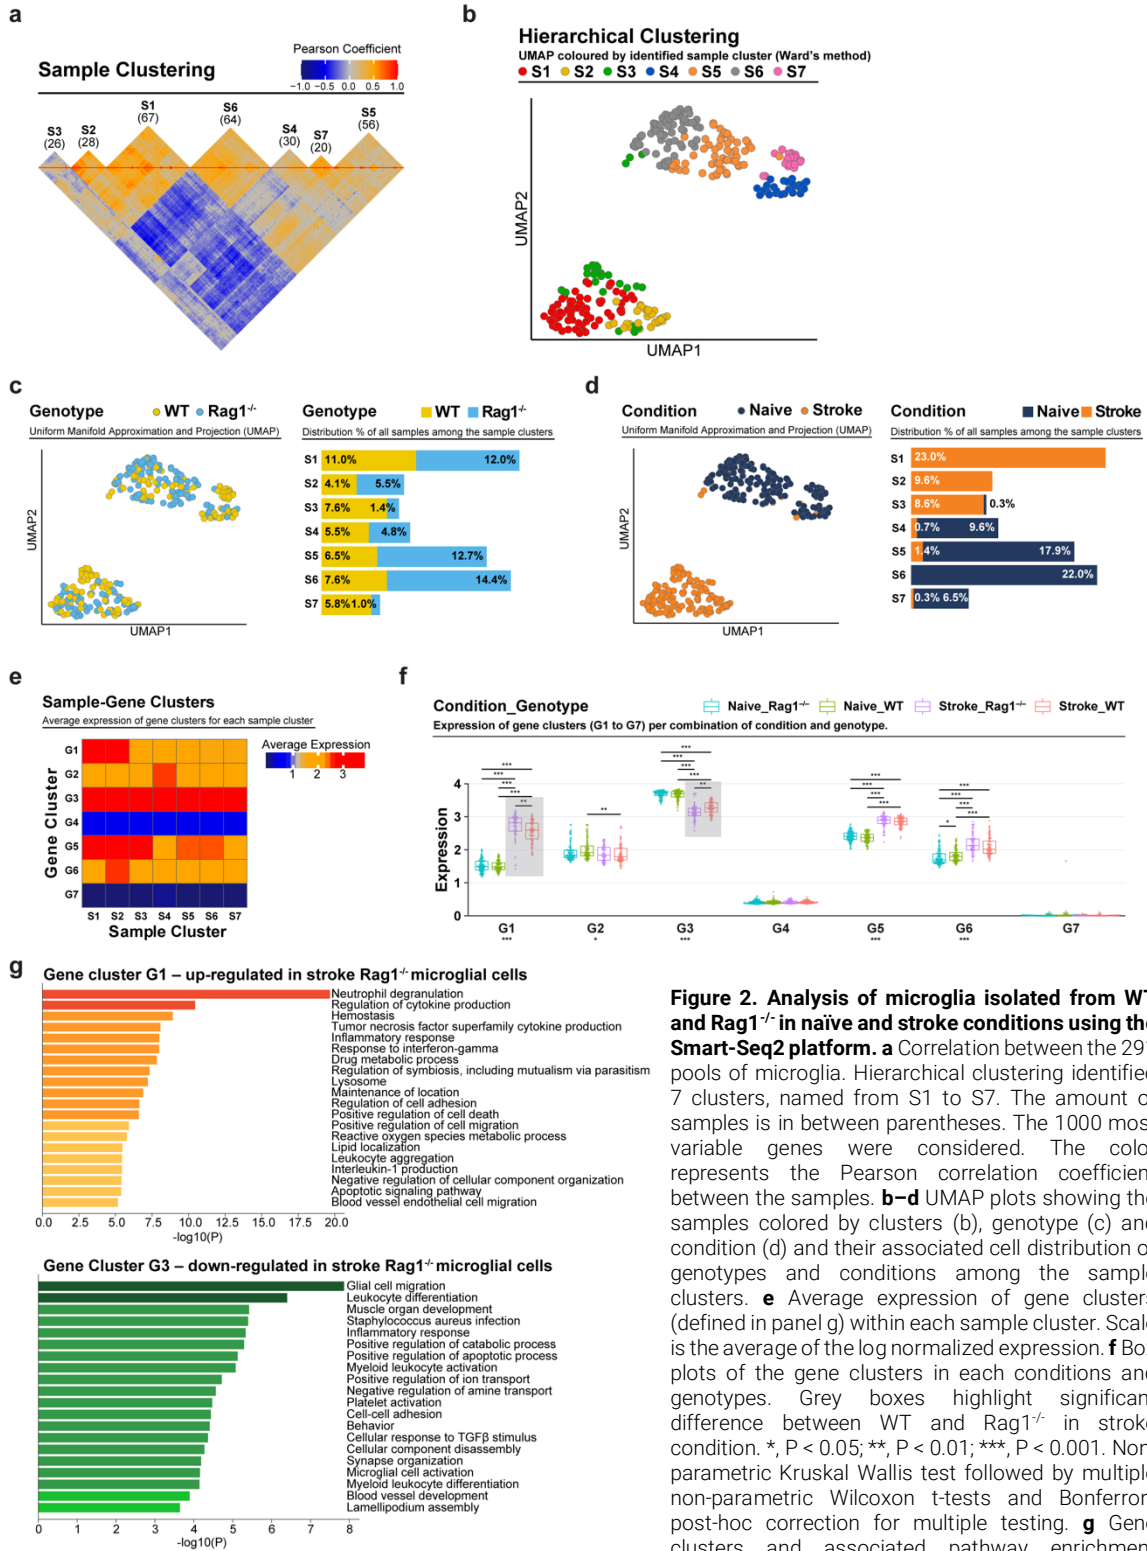 a
Pearson Coefficient
Sample Clustering
−1.0 −0.5 0.0 0.5 1.0
S3
(26)
S2
(28)
S1
(67)
S6
(64)
S4
(30)
S7
(20)
S5
(56)
b
Hierarchical Clustering
UMAP coloured by identified sample cluster (Ward's method)
S1 S2 S3 S4 S5 S6 S7
UMAP2
UMAP1
c
Genotype WT Rag1-/-
Uniform Manifold Approximation and Projection (UMAP)
UMAP2
UMAP1
Genotype WT Rag1-/-
Distribution % of all samples among the sample clusters
S1 11.0% 12.0%
S2 4.1% 5.5%
S3 7.6% 1.4%
S4 5.5% 4.8%
S5 6.5% 12.7%
S6 7.6% 14.4%
S7 5.8% 1.0%
d
Condition Naive Stroke
Uniform Manifold Approximation and Projection (UMAP)
UMAP2
UMAP1
Condition Naive Stroke
Distribution % of all samples among the sample clusters
S1 23.0%
S2 9.6%
S3 8.6% 0.3%
S4 0.7% 9.6%
S5 1.4% 17.9%
S6 22.0%
S7 0.3% 6.5%
e
Sample-Gene Clusters
Average expression of gene clusters for each sample cluster
Average Expression
1 2 3
Gene Cluster
G1
G2
G3
G4
G5
G6
G7
S1 S2 S3 S4 S5 S6 S7
Sample Cluster
f
Condition_Genotype Naive_Rag1-/- Naive_WT Stroke_Rag1-/- Stroke_WT
Expression of gene clusters (G1 to G7) per combination of condition and genotype.
Expression
4
3
2
1
0
*** *** *** *** **
**
*** *** *** *** **
*** *** *** ***
*** *** *** *** *
G1 G2 G3 G4 G5 G6 G7
*** * *** *** ***
g
Gene cluster G1 – up-regulated in stroke Rag1-/- microglial cells
Neutrophil degranulation
Regulation of cytokine production
Hemostasis
Tumor necrosis factor superfamily cytokine production
Inflammatory response
Response to interferon-gamma
Drug metabolic process
Regulation of symbiosis, including mutualism via parasitism
Lysosome
Maintenance of location
Regulation of cell adhesion
Positive regulation of cell death
Positive regulation of cell migration
Reactive oxygen species metabolic process
Lipid localization
Leukocyte aggregation
Interleukin-1 production
Negative regulation of cellular component organization
Apoptotic signaling pathway
Blood vessel endothelial cell migration
0.0 2.5 5.0 7.5 10.0 12.5 15.0 17.5 20.0
-log10(P)
Gene Cluster G3 – down-regulated in stroke Rag1-/- microglial cells
Glial cell migration
Leukocyte differentiation
Muscle organ development
Staphylococcus aureus infection
Inflammatory response
Positive regulation of catabolic process
Positive regulation of apoptotic process
Myeloid leukocyte activation
Positive regulation of ion transport
Negative regulation of amine transport
Platelet activation
Cell-cell adhesion
Behavior
Cellular response to TGFβ stimulus
Cellular component disassembly
Synapse organization
Microglial cell activation
Myeloid leukocyte differentiation
Blood vessel development
Lamellipodium assembly
0 1 2 3 4 5 6 7 8
-log10(P)
Figure 2. Analysis of microglia isolated from WT
and Rag1-/- in naïve and stroke conditions using the
Smart-Seq2 platform. a Correlation between the 291
pools of microglia. Hierarchical clustering identified
7 clusters, named from S1 to S7. The amount of
samples is in between parentheses. The 1000 most
variable genes were considered. The color
represents the Pearson correlation coefficient
between the samples. b–d UMAP plots showing the
samples colored by clusters (b), genotype (c) and
condition (d) and their associated cell distribution of
genotypes and conditions among the sample
clusters. e Average expression of gene clusters
(defined in panel g) within each sample cluster. Scale
is the average of the log normalized expression. f Box
plots of the gene clusters in each conditions and
genotypes. Grey boxes highlight significant
difference between WT and Rag1-/- in stroke
condition. *, P < 0.05; **, P < 0.01; ***, P < 0.001. Non-
parametric Kruskal Wallis test followed by multiple
non-parametric Wilcoxon t-tests and Bonferroni
post-hoc correction for multiple testing. g Gene
clusters and associated pathway enrichment